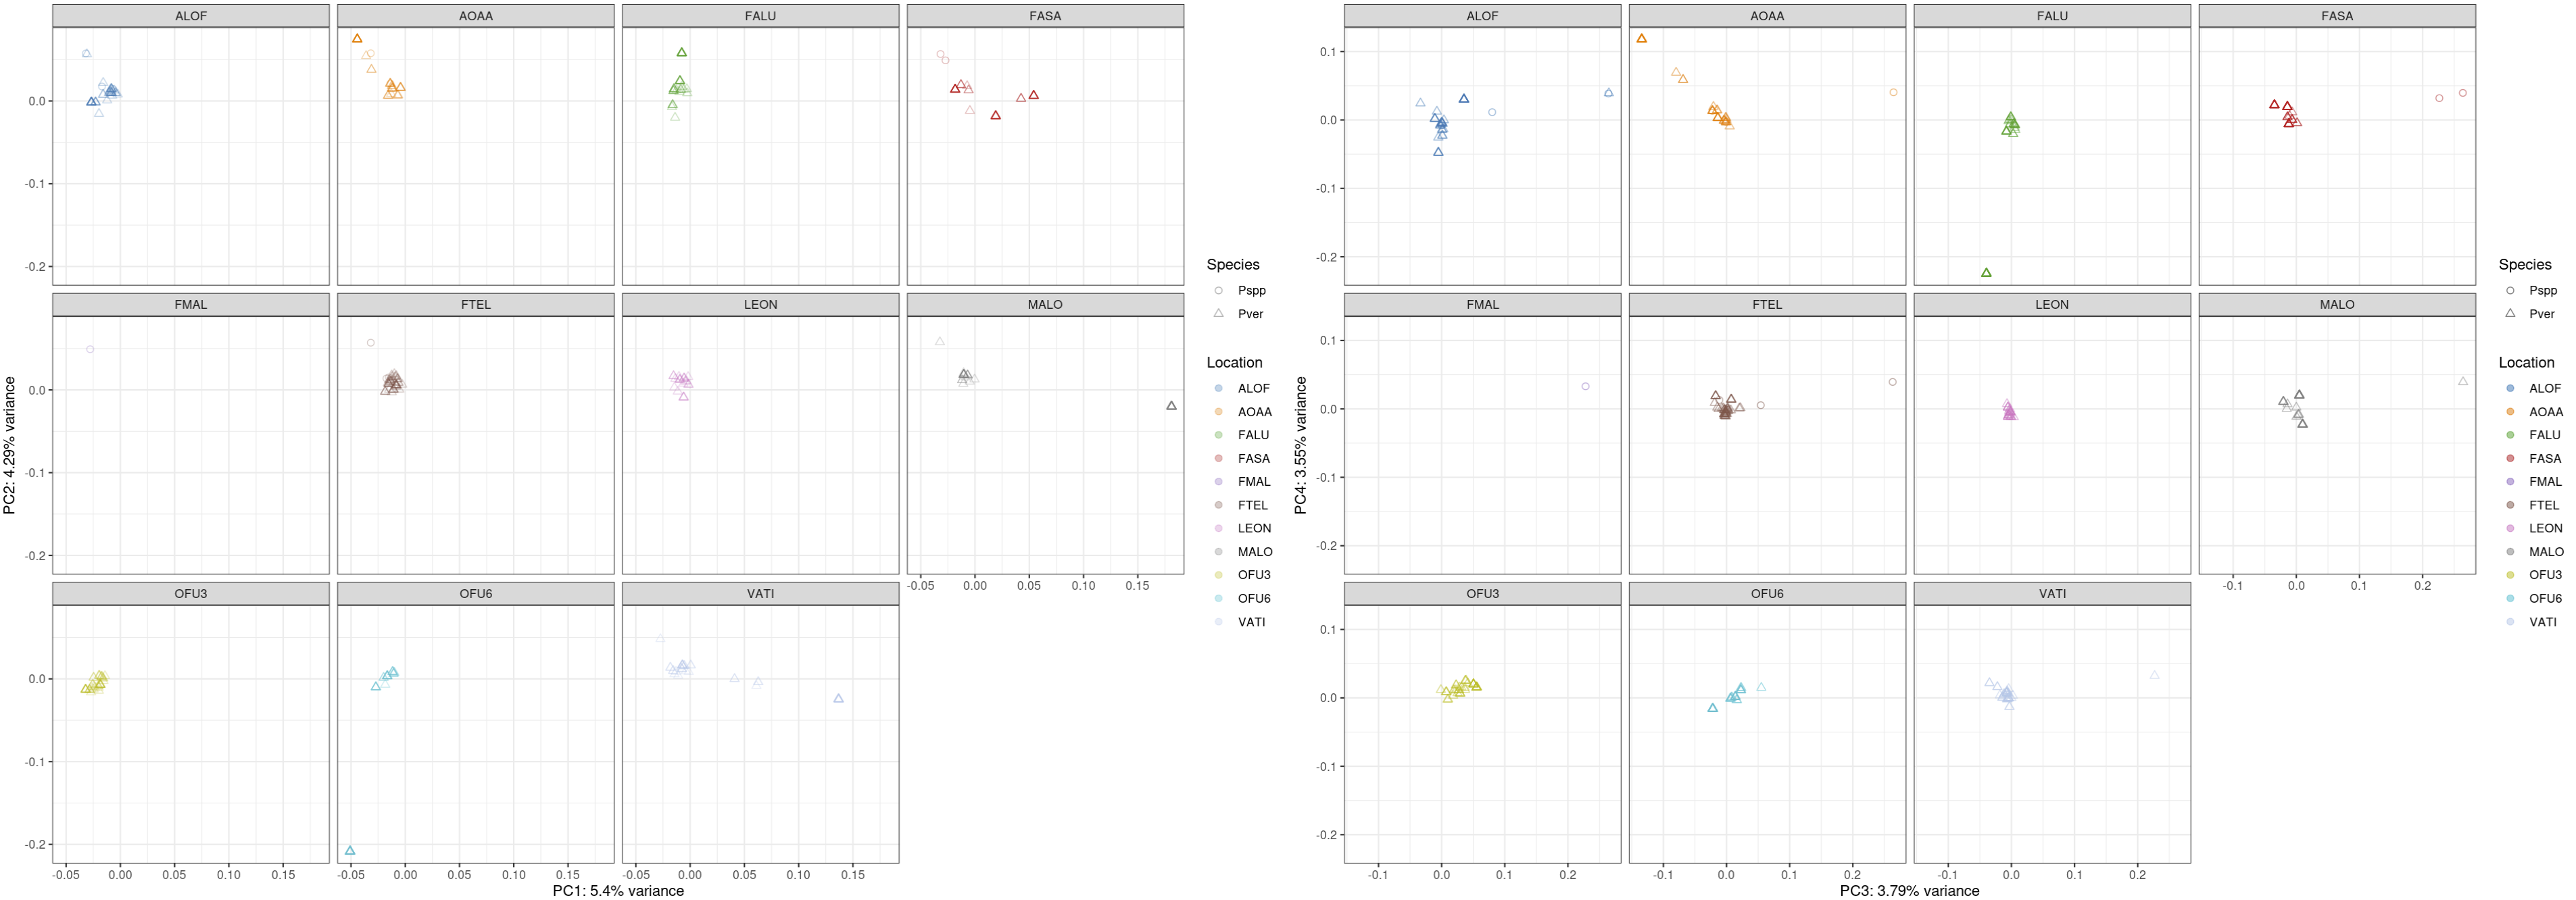 ALOF AOAA FALU FASA
0.0
-0.1
-0.2
FMAL FTEL LEON MALO
0.0
-0.1
-0.2
-0.05 0.00 0.05 0.10 0.15
OFU3 OFU6 VATI
0.0
-0.1
-0.2
-0.05 0.00 0.05 0.10 0.15 -0.05 0.00 0.05 0.10 0.15 -0.05 0.00 0.05 0.10 0.15
PC1: 5.4% variance
PC2: 4.29% variance
Species
Pspp
Pver
Location
ALOF
AOAA
FALU
FASA
FMAL
FTEL
LEON
MALO
OFU3
OFU6
VATI
ALOF AOAA FALU FASA
0.1
0.0
-0.1
-0.2
FMAL FTEL LEON MALO
0.1
0.0
-0.1
-0.2
-0.1 0.0 0.1 0.2
OFU3 OFU6 VATI
0.1
0.0
-0.1
-0.2
-0.1 0.0 0.1 0.2 -0.1 0.0 0.1 0.2 -0.1 0.0 0.1 0.2
PC3: 3.79% variance
PC4: 3.55% variance
Species
Pspp
Pver
Location
ALOF
AOAA
FALU
FASA
FMAL
FTEL
LEON
MALO
OFU3
OFU6
VATI